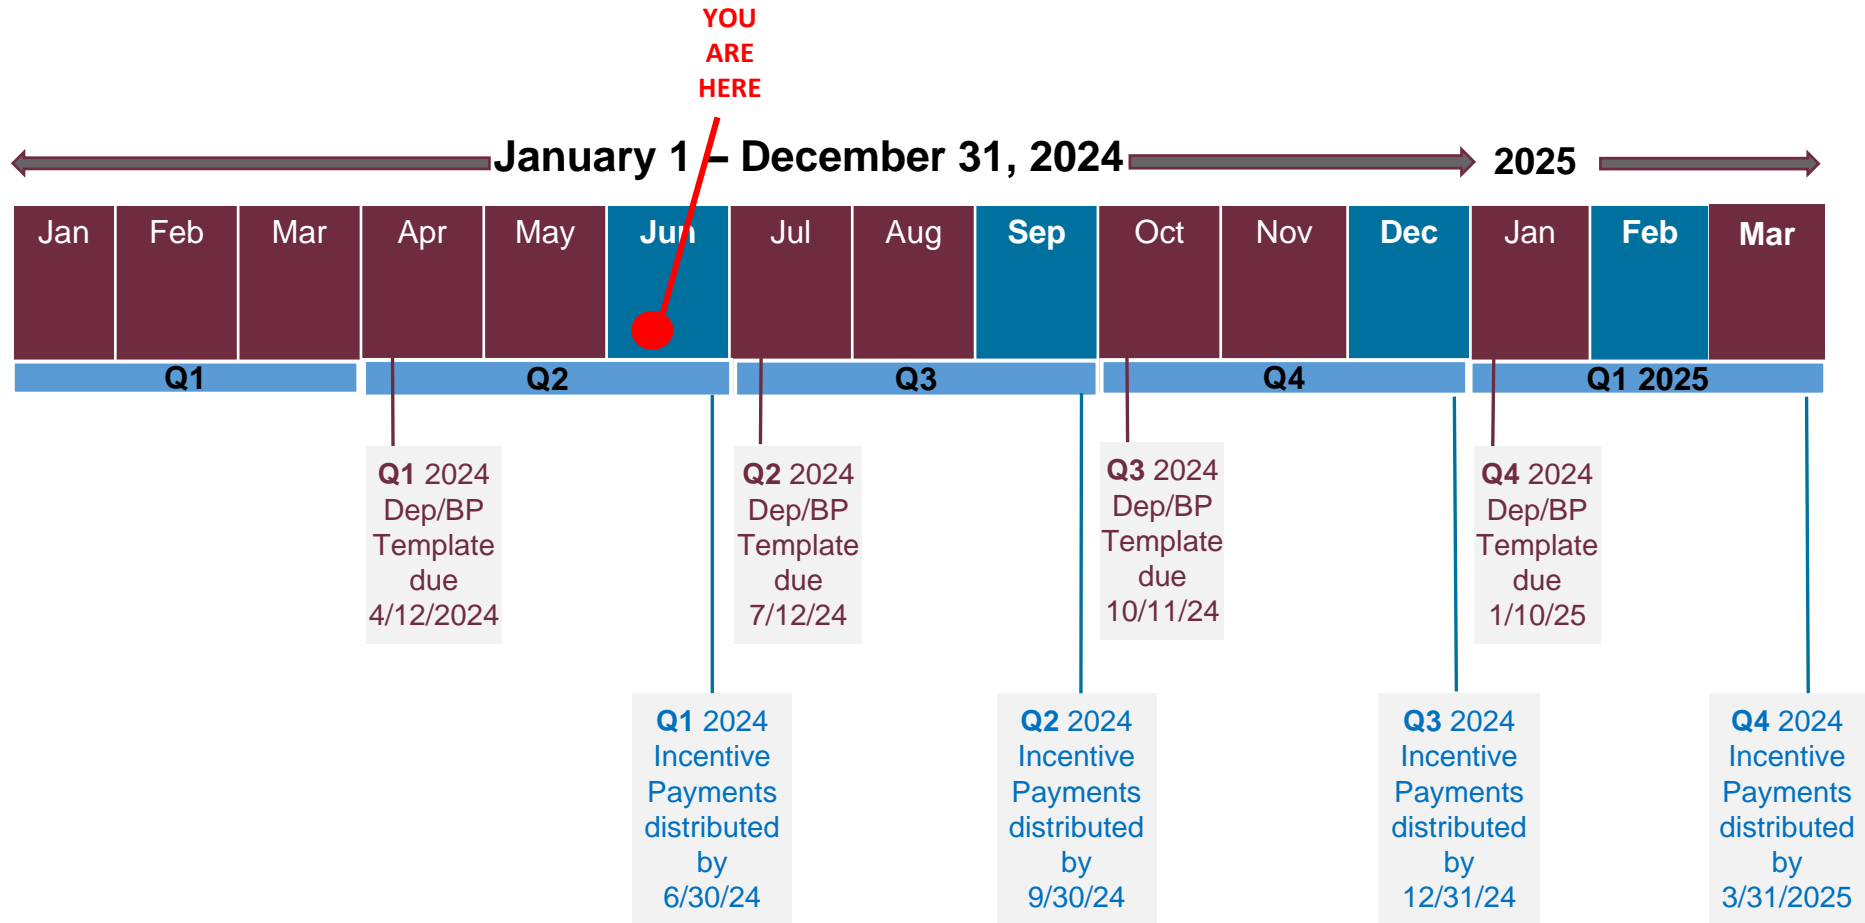 YOU
ARE
HERE
January 1 – December 31, 2024
2025
Jan Feb Mar Apr May Jun Jul Aug Sep Oct Nov Dec Jan Feb Mar
Q1 Q2 Q3 Q4 Q1 2025
Q1 2024
Dep/BP
Template
due
4/12/2024
Q2 2024
Dep/BP
Template
due
7/12/24
Q3 2024
Dep/BP
Template
due
10/11/24
Q4 2024
Dep/BP
Template
due
1/10/25
Q1 2024
Incentive
Payments
distributed
by
6/30/24
Q2 2024
Incentive
Payments
distributed
by
9/30/24
Q3 2024
Incentive
Payments
distributed
by
12/31/24
Q4 2024
Incentive
Payments
distributed
by
3/31/2025